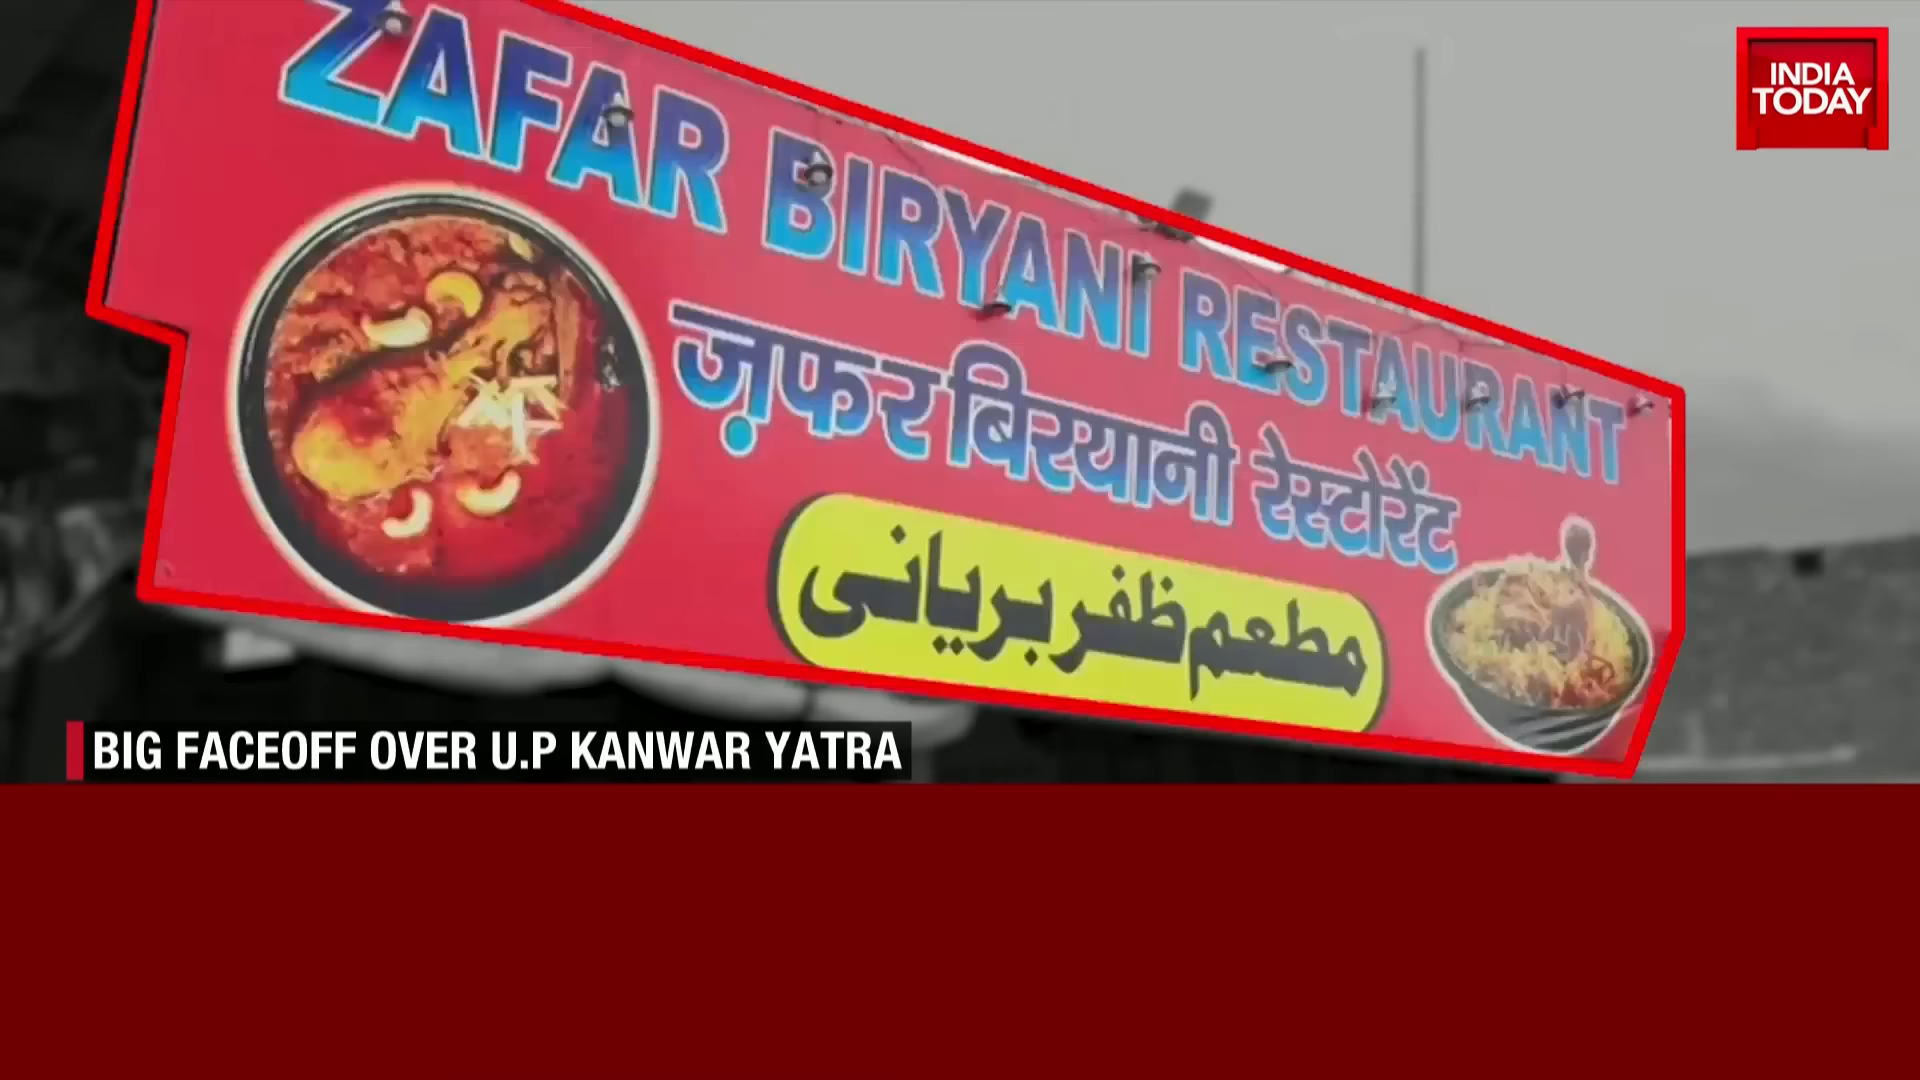 ZAFAR BIRYANI RESTAURANT
ज़फर बिरयानी रेस्टोरेंट
مطعم ظفر بریانی
INDIA
TODAY
BIG FACEOFF OVER U.P KANWAR YATRA